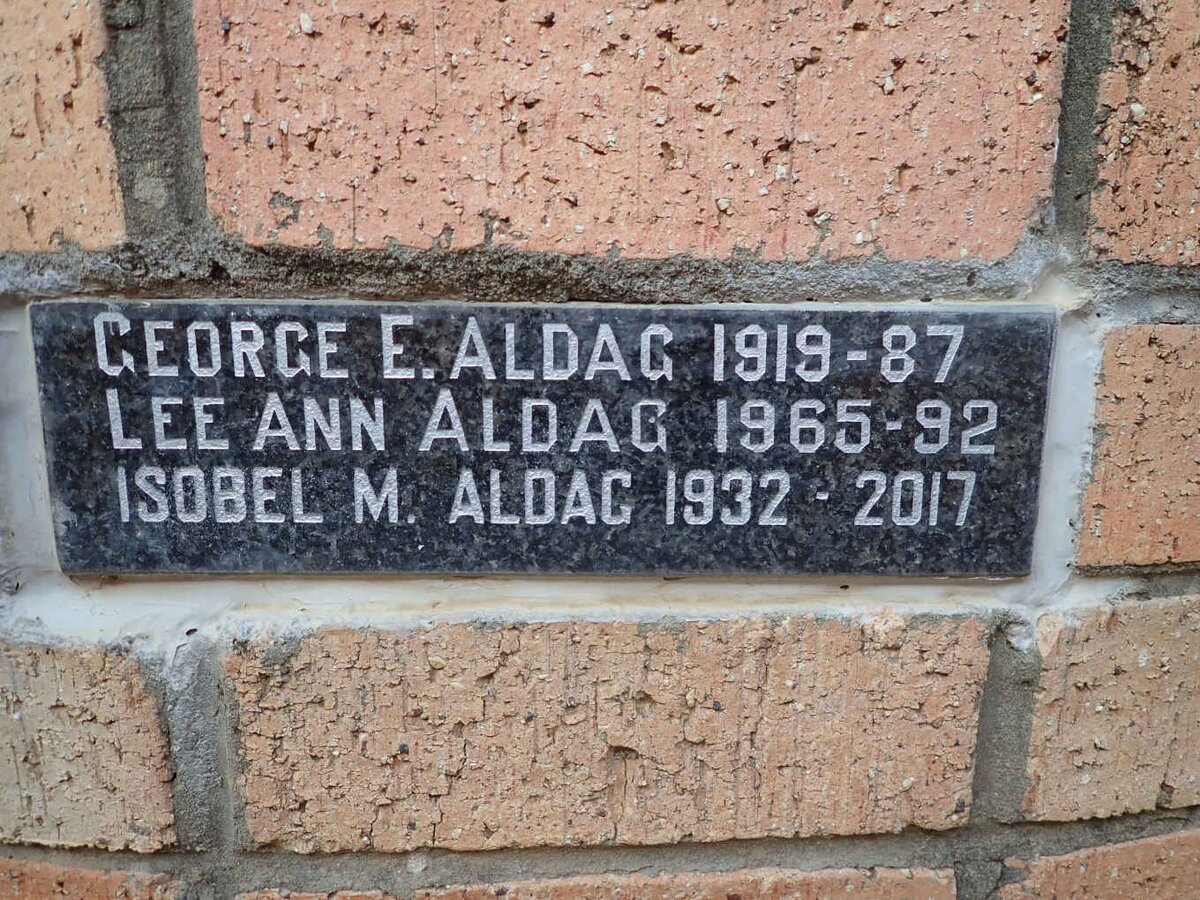 GEORGE E. ALDAG 1919-87
LEE ANN ALDAG 1965-92
ISOBEL M. ALDAG 1932 - 2017